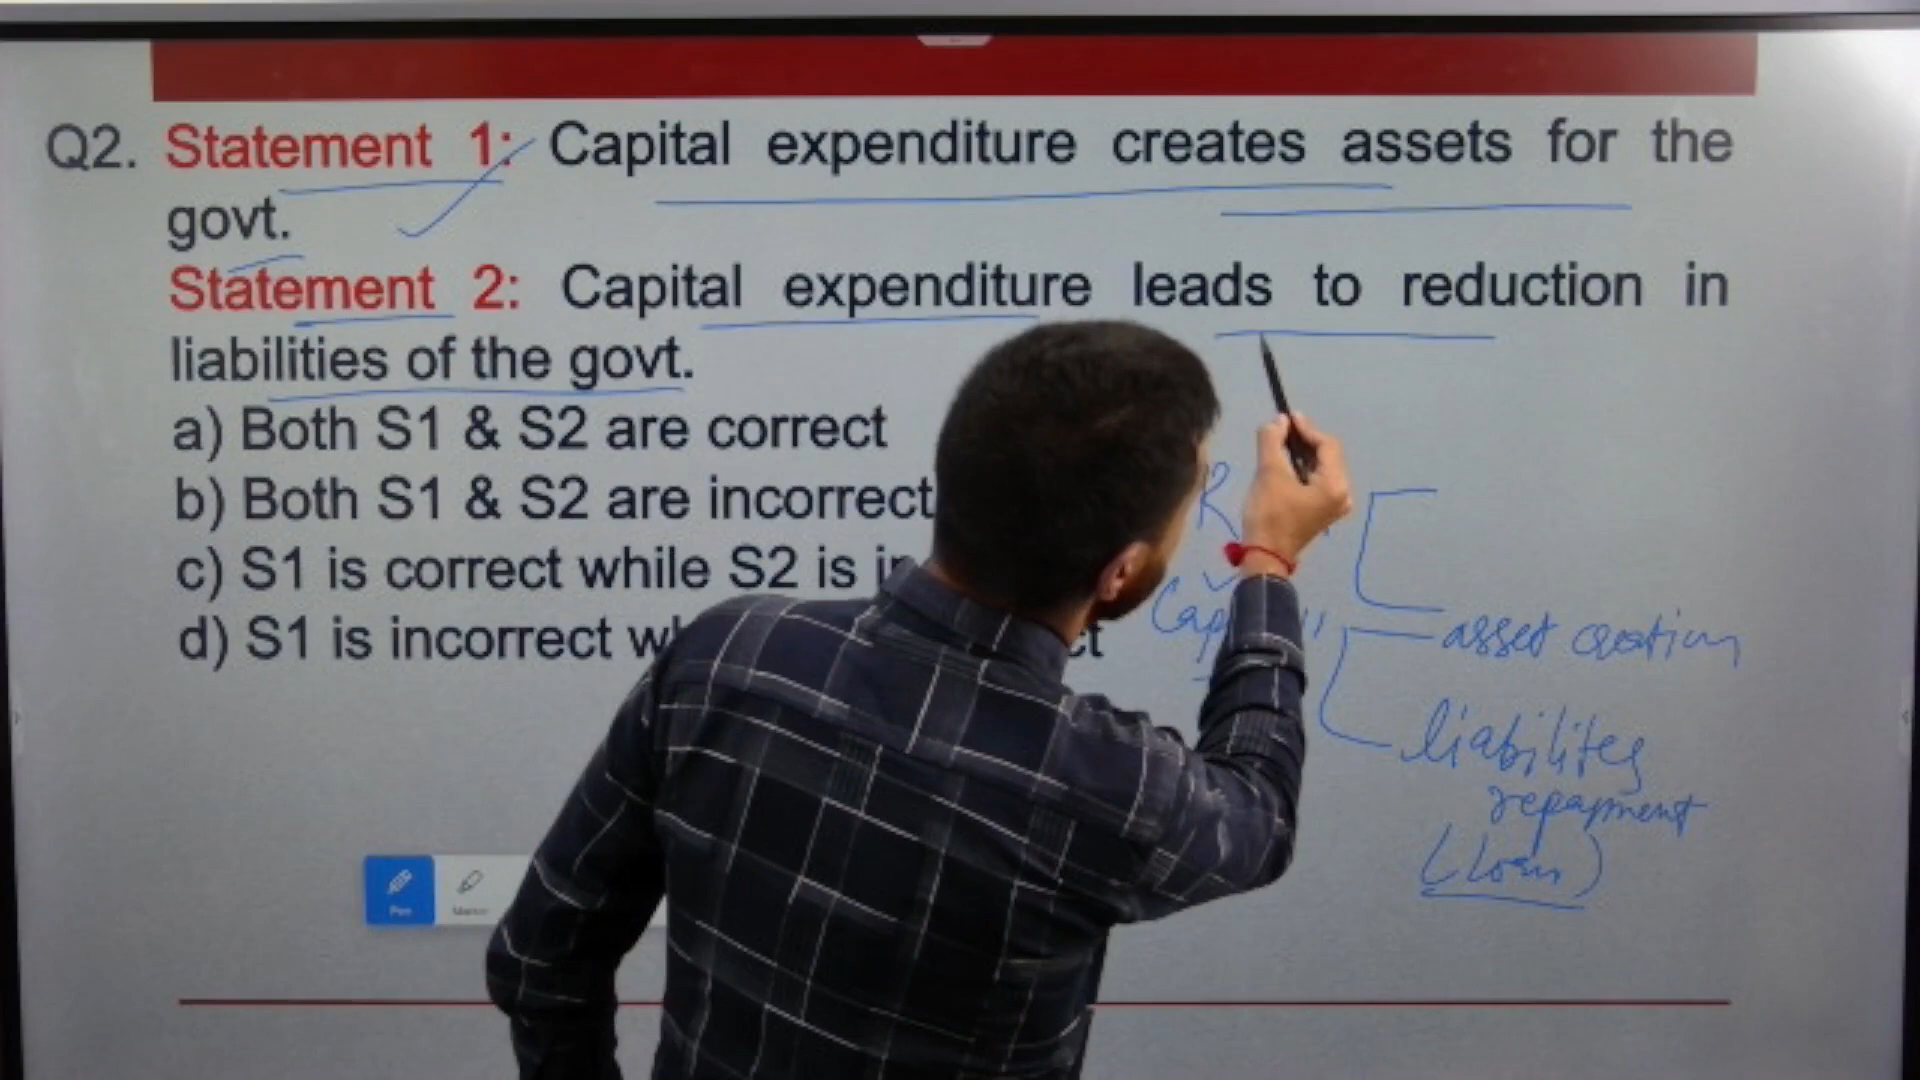 Q2. Statement 1: Capital expenditure creates assets for the
govt.
Statement 2: Capital expenditure leads to reduction in
liabilities of the govt.
a) Both S1 & S2 are correct
b) Both S1 & S2 are incorrect
c) S1 is correct while S2 is
d) S1 is incorrect
R
asset creation
liabilites
repayment
(Loan)
Pen